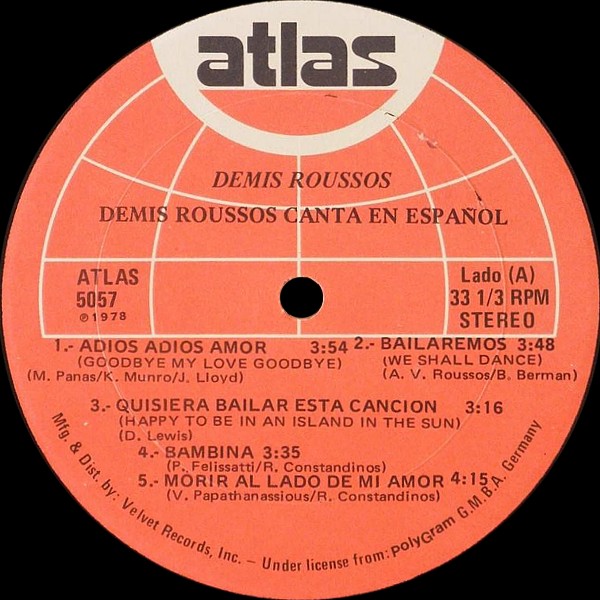 atlas
DEMIS ROUSSOS
DEMIS ROUSSOS CANTA EN ESPAÑOL
ATLAS
5057
℗1978
Lado (A)
33 1/3 RPM
STEREO
1.- ADIOS ADIOS AMOR 3:54
(GOODBYE MY LOVE GOODBYE)
(M. Panas/K. Munro/J. Lloyd)
2.- BAILAREMOS 3:48
(WE SHALL DANCE)
(A. V. Roussos/B. Berman)
3.- QUISIERA BAILAR ESTA CANCION 3:16
(HAPPY TO BE IN AN ISLAND IN THE SUN)
(D. Lewis)
4.- BAMBINA 3:35
(P. Felissatti/R. Constandinos)
5.- MORIR AL LADO DE MI AMOR 4:15
(V. Papathanassious/R. Constandinos)
Mfg. & Dist. by: Velvet Records, Inc. – Under license from: PolyGram G.M.B.A. Germany